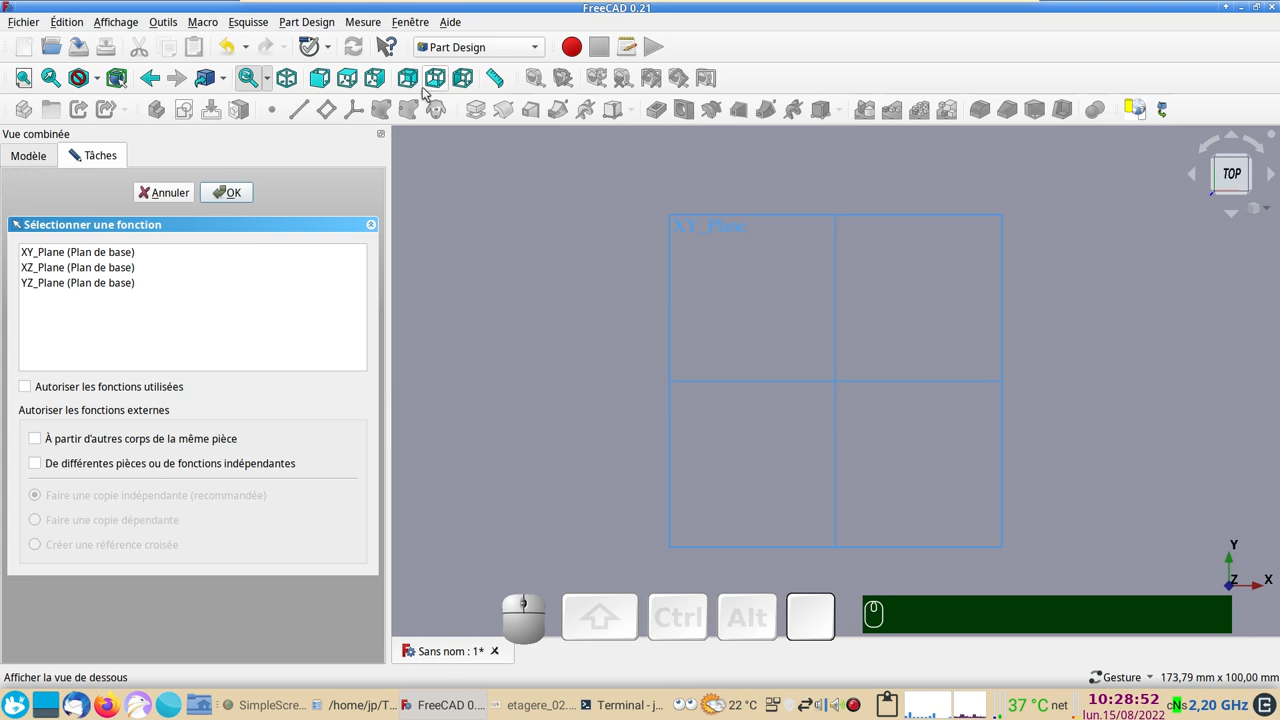 FreeCAD 0.21
Fichier Édition Affichage Outils Macro Esquisse Part Design Mesure Fenêtre Aide
Part Design
Vue combinée
Modèle Tâches
Annuler OK
TOP
Sélectionner une fonction
XY_Plane
XY_Plane (Plan de base)
XZ_Plane (Plan de base)
YZ_Plane (Plan de base)
Autoriser les fonctions utilisées
Autoriser les fonctions externes
À partir d'autres corps de la même pièce
De différentes pièces ou de fonctions indépendantes
Faire une copie indépendante (recommandée)
Faire une copie dépendante
Créer une référence croisée
Y
Z X
Ctrl Alt
Sans nom : 1*
Afficher la vue de dessous Gesture 173,79 mm x 100,00 mm
SimpleScre... /home/jp/T... FreeCAD 0.... etagere_02.... Terminal - j... 22 °C 37 °C net 10:28:52 2,20 GHz
lun.15/08/2022